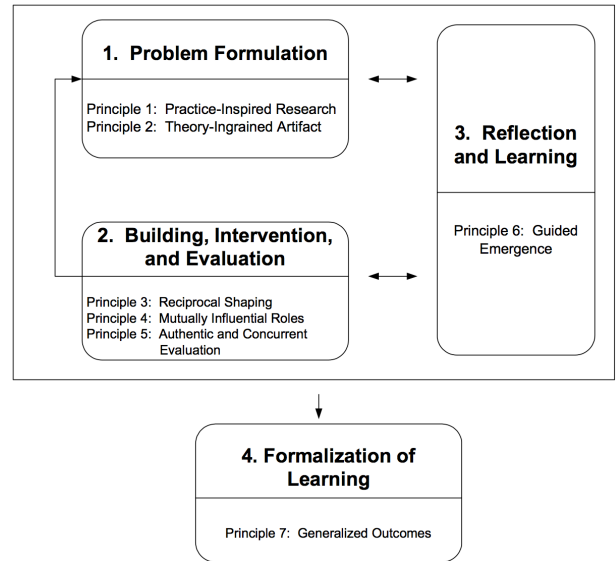 1. Problem Formulation
Principle 1: Practice-Inspired Research
Principle 2: Theory-Ingrained Artifact
2. Building, Intervention,
and Evaluation
Principle 3: Reciprocal Shaping
Principle 4: Mutually Influential Roles
Principle 5: Authentic and Concurrent
Evaluation
3. Reflection
and Learning
Principle 6: Guided
Emergence
4. Formalization of
Learning
Principle 7: Generalized Outcomes